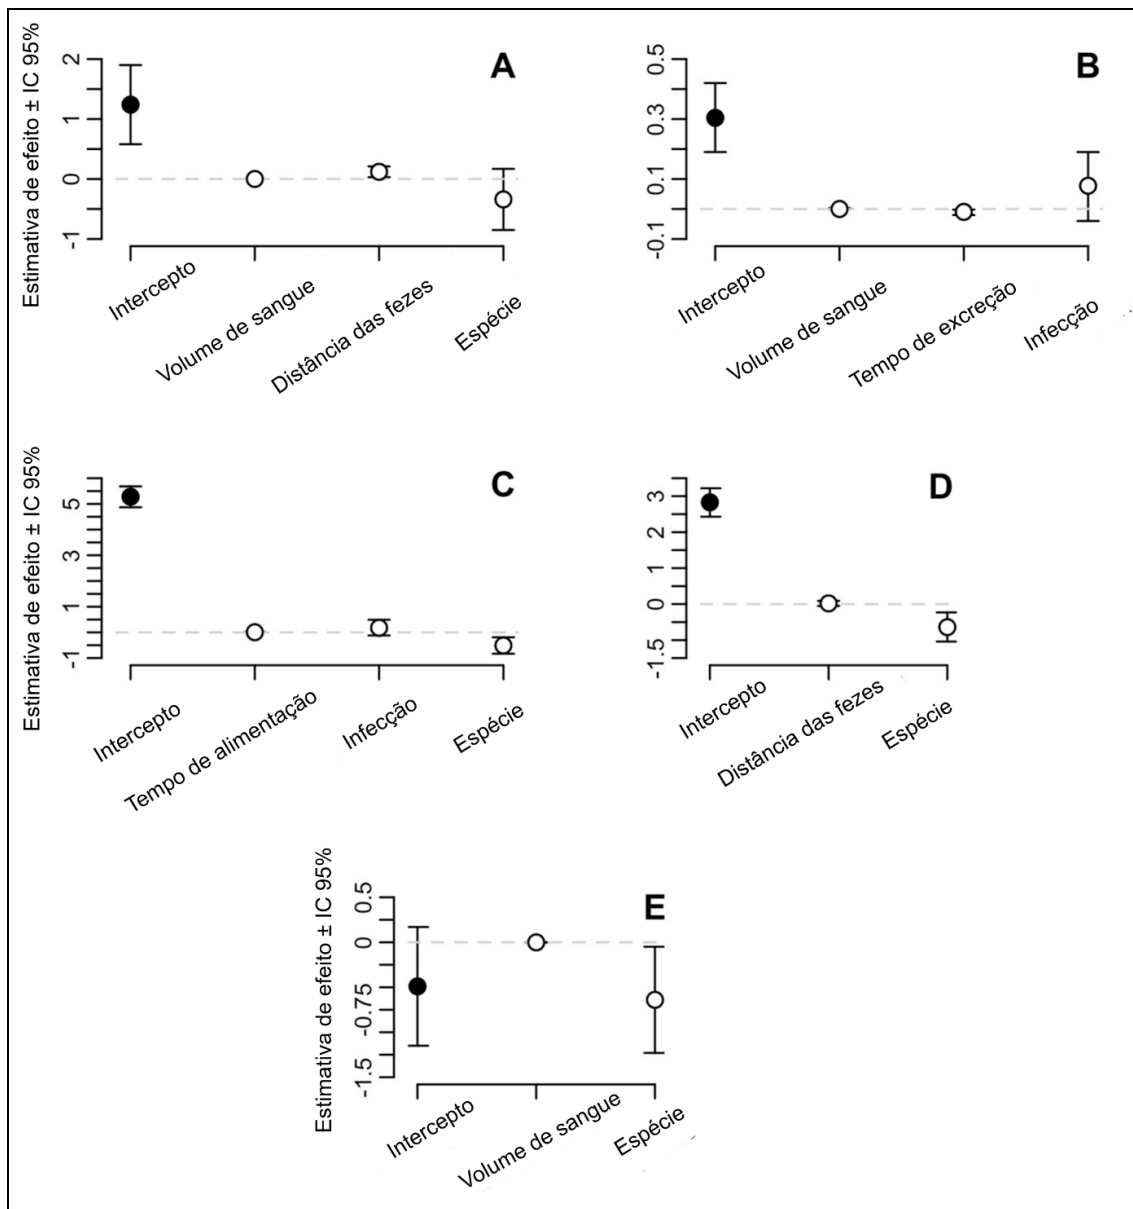 Estimativa de efeito ± IC 95%
2
1
0
-1
A
Intercepto
Volume de sangue
Distância das fezes
Espécie
0.5
0.3
0.1
-0.1
B
Intercepto
Volume de sangue
Tempo de excreção
Infecção
Estimativa de efeito ± IC 95%
5
3
1
-1
C
Intercepto
Tempo de alimentação
Infecção
Espécie
3
2
1
0
-1.5
D
Intercepto
Distância das fezes
Espécie
Estimativa de efeito ± IC 95%
0.5
0
-0.75
-1.5
E
Intercepto
Volume de sangue
Espécie